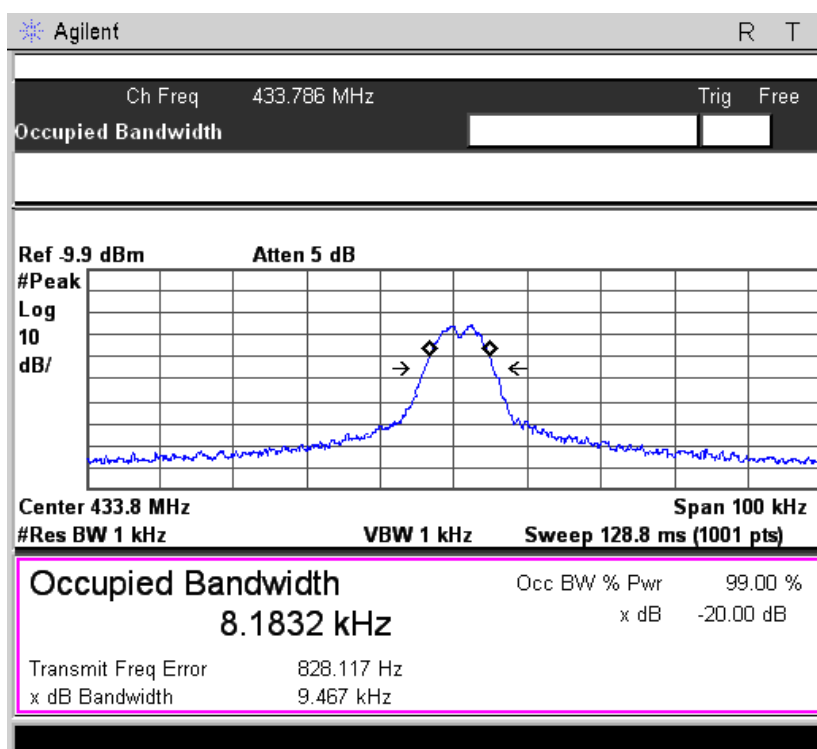 Agilent R T
Ch Freq 433.786 MHz Trig Free
Occupied Bandwidth
Ref -9.9 dBm Atten 5 dB
#Peak
Log
10
dB/
Center 433.8 MHz Span 100 kHz
#Res BW 1 kHz VBW 1 kHz Sweep 128.8 ms (1001 pts)
Occupied Bandwidth Occ BW % Pwr 99.00 %
8.1832 kHz x dB -20.00 dB
Transmit Freq Error 828.117 Hz
x dB Bandwidth 9.467 kHz